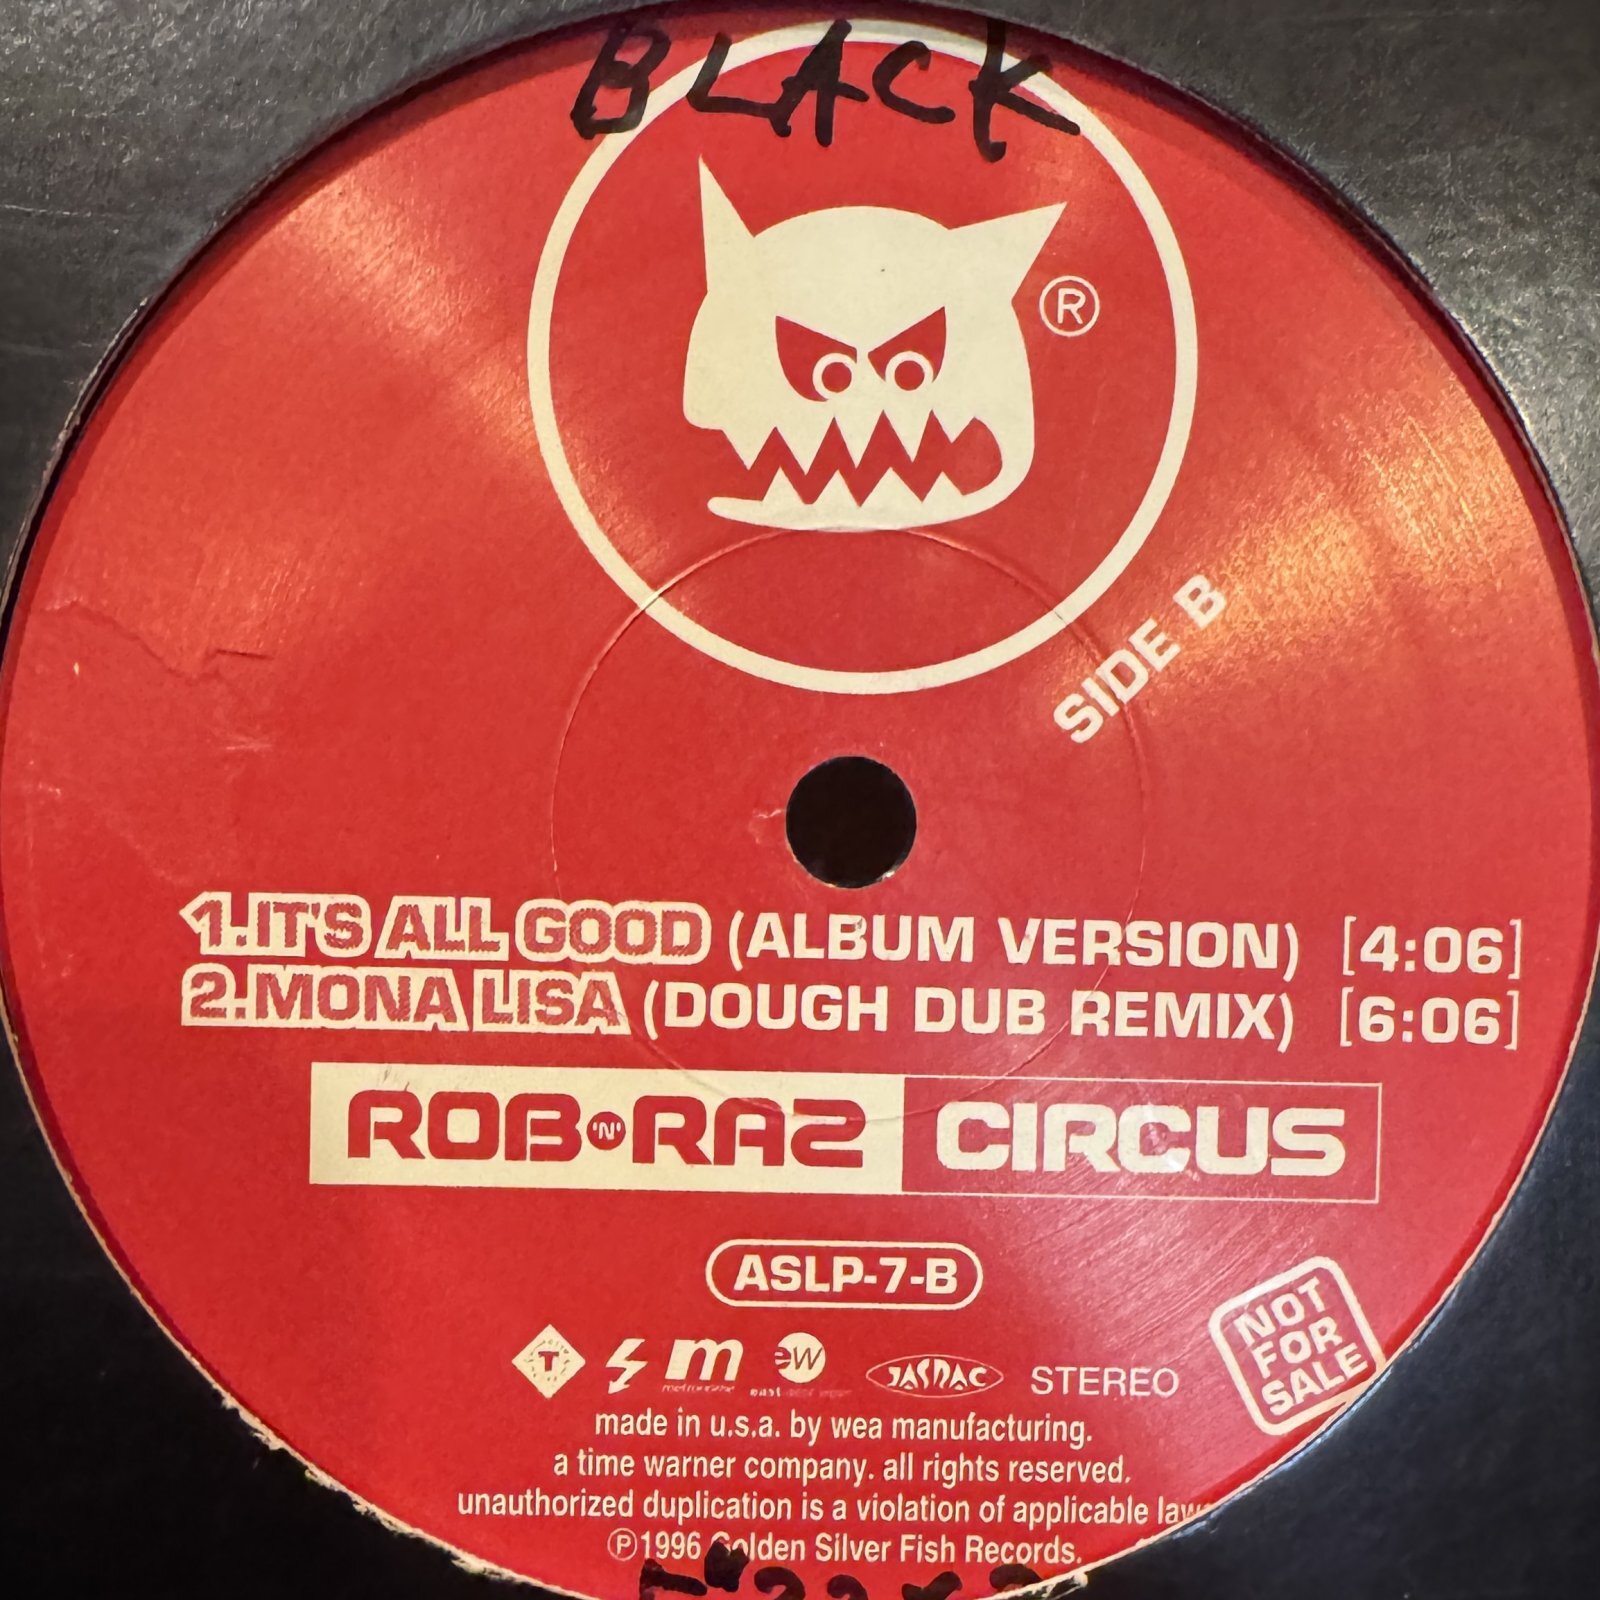 BLACK
®
SIDE B
1.IT'S ALL GOOD (ALBUM VERSION) [4:06]
2.MONA LISA (DOUGH DUB REMIX) [6:06]
ROB 'N' RAZ CIRCUS
ASLP-7-B
NOT
FOR
SALE
T m EW JASRAC STEREO
made in u.s.a. by wea manufacturing.
a time warner company. all rights reserved.
unauthorized duplication is a violation of applicable
℗1996 Golden Silver Fish Records.